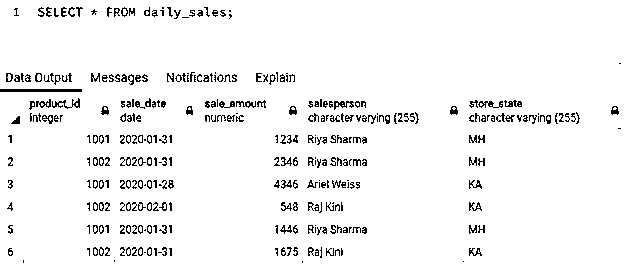 1 SELECT * FROM daily_sales;
Data Output Messages Notifications Explain
product_id integer sale_date date sale_amount numeric salesperson character varying (255) store_state character varying (255)
1 1001 2020-01-31 1234 Riya Sharma MH
2 1002 2020-01-31 2346 Riya Sharma MH
3 1001 2020-01-28 4346 Ariet Weiss KA
4 1002 2020-02-01 548 Raj Kini KA
5 1001 2020-01-31 1446 Riya Sharma MH
6 1002 2020-01-31 1675 Raj Kini KA